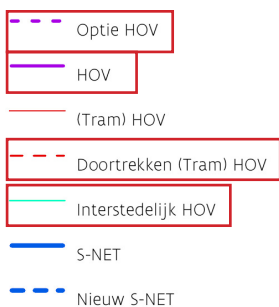 Optie HOV
HOV
(Tram) HOV
Doortrekken (Tram) HOV
Interstedelijk HOV
S-NET
Nieuw S-NET